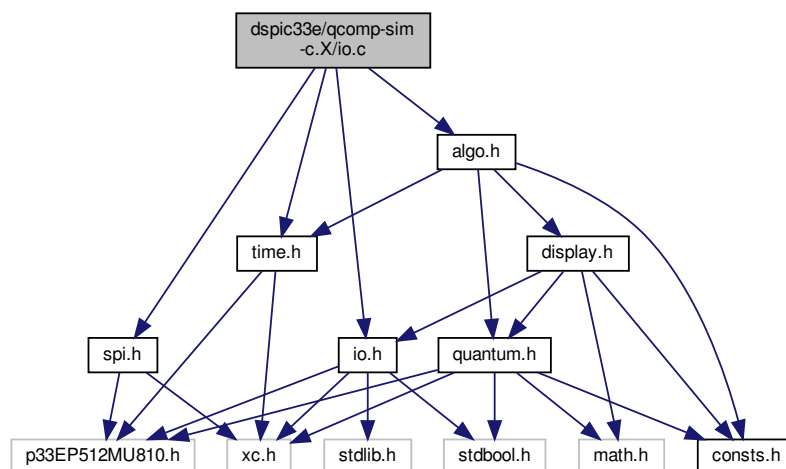 dspic33e/qcomp-sim
-c.X/io.c
algo.h
time.h
display.h
spi.h
io.h
quantum.h
p33EP512MU810.h
xc.h
stdlib.h
stdbool.h
math.h
consts.h